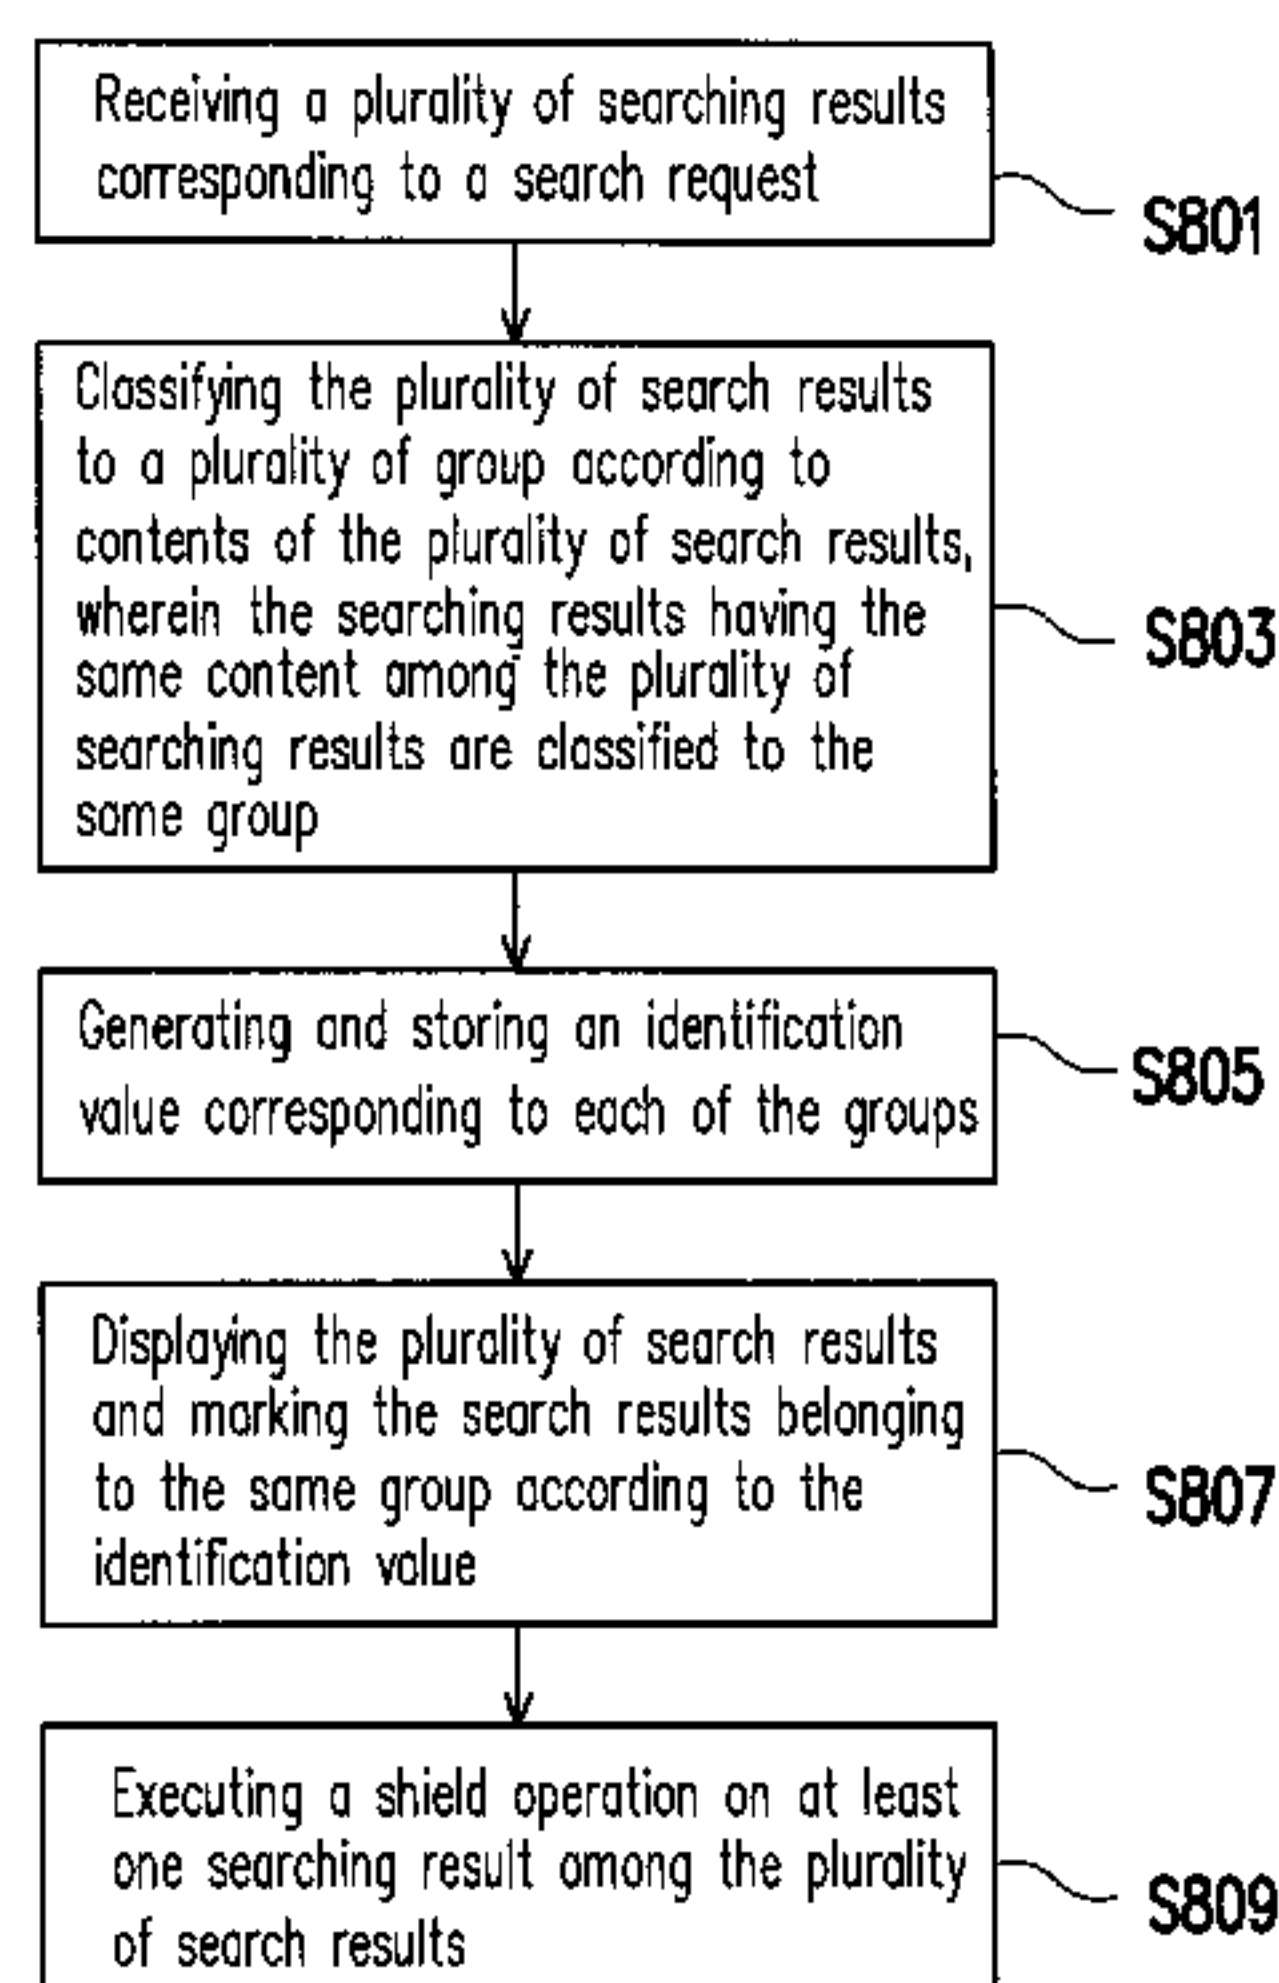 Receiving a plurality of searching results
corresponding to a search request
S801
Classifying the plurality of search results
to a plurality of group according to
contents of the plurality of search results,
wherein the searching results having the
same content among the plurality of
searching results are classified to the
same group
S803
Generating and storing an identification
value corresponding to each of the groups
S805
Displaying the plurality of search results
and marking the search results belonging
to the same group according to the
identification value
S807
Executing a shield operation on at least
one searching result among the plurality
of search results
S809